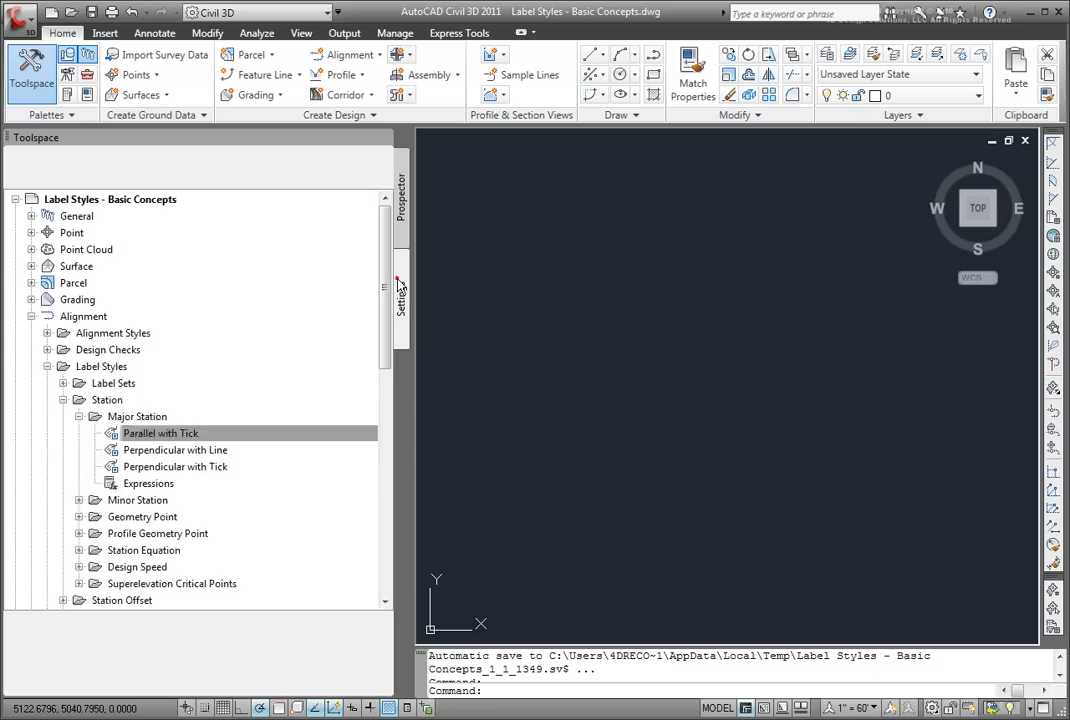 Civil 3D
AutoCAD Civil 3D 2011 Label Styles - Basic Concepts.dwg
Type a keyword or phrase
All Rights Reserved
3D
Home Insert Annotate Modify Analyze View Output Manage Express Tools
Import Survey Data Parcel Alignment
Points Feature Line Profile Assembly Sample Lines
Toolspace Surfaces Grading Corridor
Match
Properties
Unsaved Layer State
0
Paste
Palettes Create Ground Data Create Design Profile & Section Views Draw Modify Layers Clipboard
Toolspace
Prospector
Settings
Label Styles - Basic Concepts
General
Point
Point Cloud
Surface
Parcel
Grading
Alignment
Alignment Styles
Design Checks
Label Styles
Label Sets
Station
Major Station
Parallel with Tick
Perpendicular with Line
Perpendicular with Tick
Expressions
Minor Station
Geometry Point
Profile Geometry Point
Station Equation
Design Speed
Superelevation Critical Points
Station Offset
N
W TOP E
S
WCS
Y
X
Automatic save to C:\Users\4DRECO~1\AppData\Local\Temp\Label Styles - Basic
Concepts_1_1_1349.sv$ ...
Command:
Command:
5122.6796, 5040.7950, 0.0000
MODEL
1" = 60'